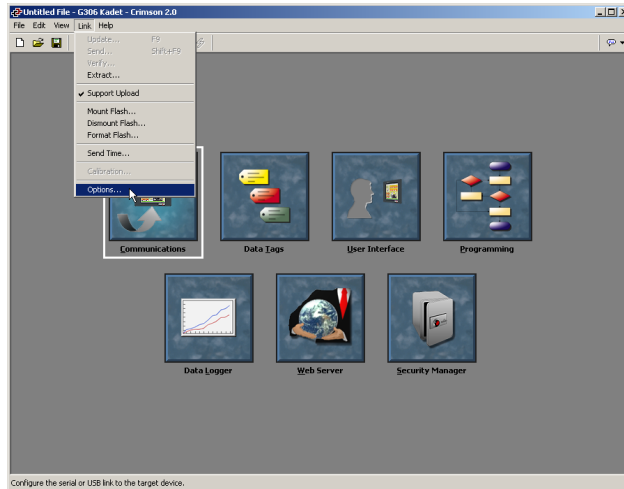 Untitled File - G306 Kadet - Crimson 2.0
File Edit View Link Help
Update... F9
Send... Shift+F9
Verify...
Extract...
Support Upload
Mount Flash...
Dismount Flash...
Format Flash...
Send Time...
Calibration...
Options...
Communications Data Tags User Interface Programming
Data Logger Web Server Security Manager
Configure the serial or USB link to the target device.